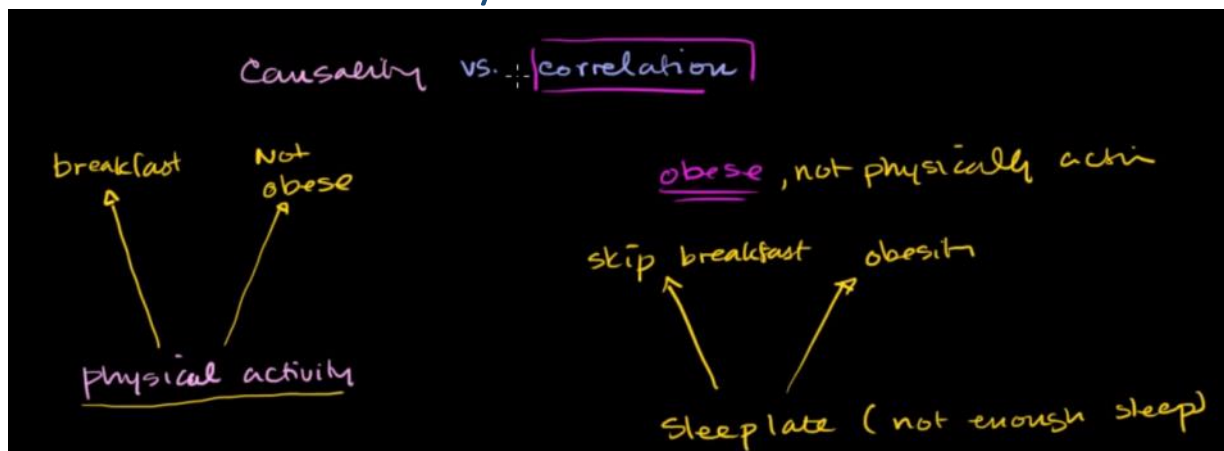 Causality vs. correlation
breakfast
Not
obese
physical activity
obese, not physically activ
skip breakfast
obesity
Sleep late (not enough sleep)